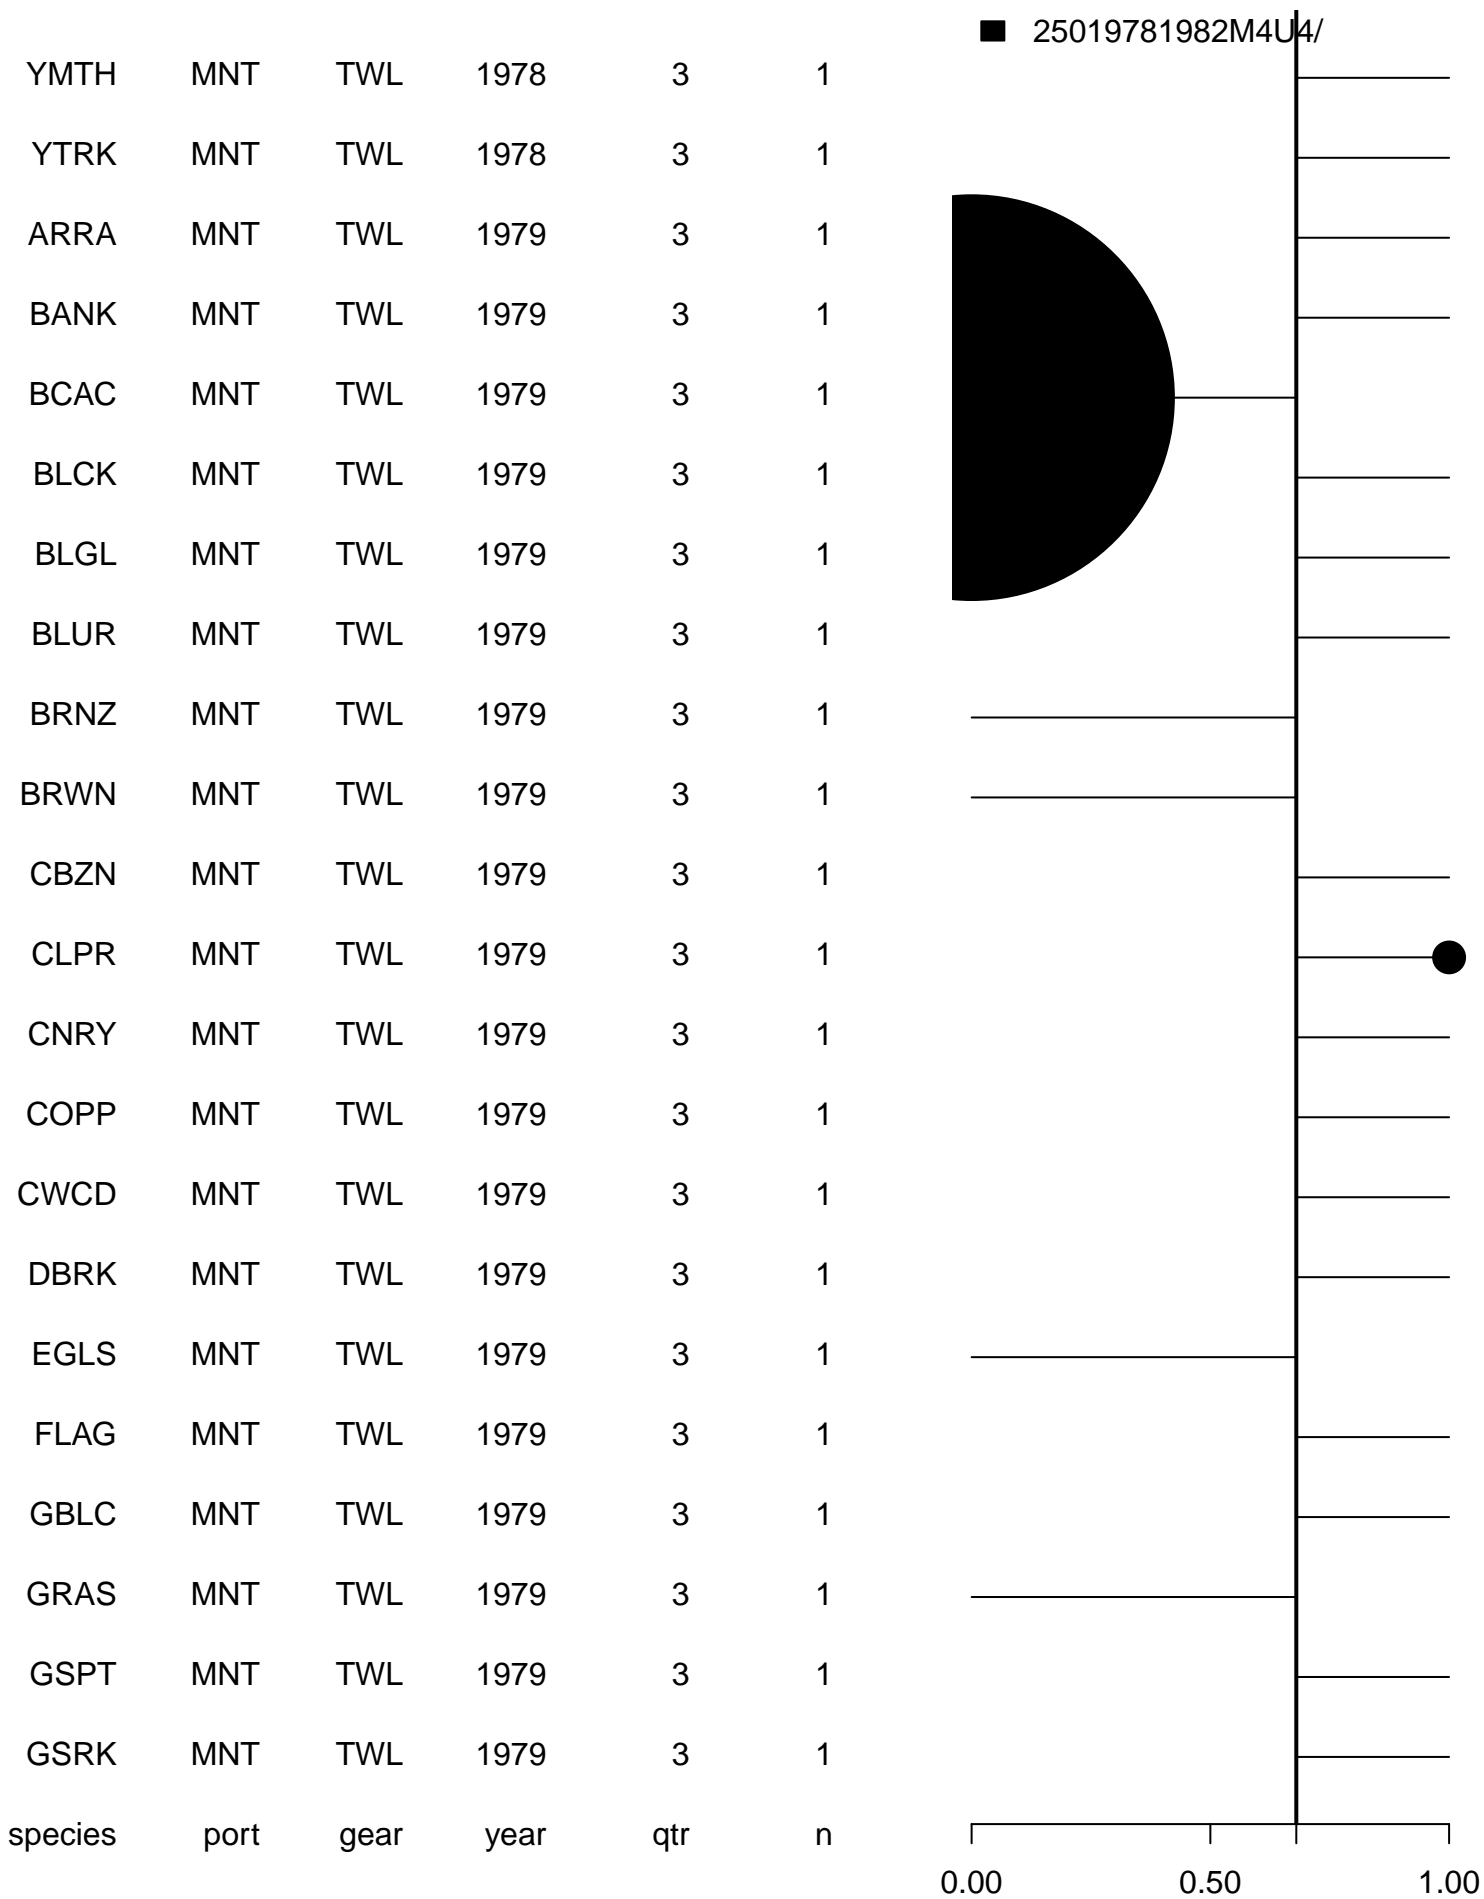 25019781982M4U4/
YMTH MNT TWL 1978 3 1
YTRK MNT TWL 1978 3 1
ARRA MNT TWL 1979 3 1
BANK MNT TWL 1979 3 1
BCAC MNT TWL 1979 3 1
BLCK MNT TWL 1979 3 1
BLGL MNT TWL 1979 3 1
BLUR MNT TWL 1979 3 1
BRNZ MNT TWL 1979 3 1
BRWN MNT TWL 1979 3 1
CBZN MNT TWL 1979 3 1
CLPR MNT TWL 1979 3 1
CNRY MNT TWL 1979 3 1
COPP MNT TWL 1979 3 1
CWCD MNT TWL 1979 3 1
DBRK MNT TWL 1979 3 1
EGLS MNT TWL 1979 3 1
FLAG MNT TWL 1979 3 1
GBLC MNT TWL 1979 3 1
GRAS MNT TWL 1979 3 1
GSPT MNT TWL 1979 3 1
GSRK MNT TWL 1979 3 1
species port gear year qtr n
0.00 0.50 1.00